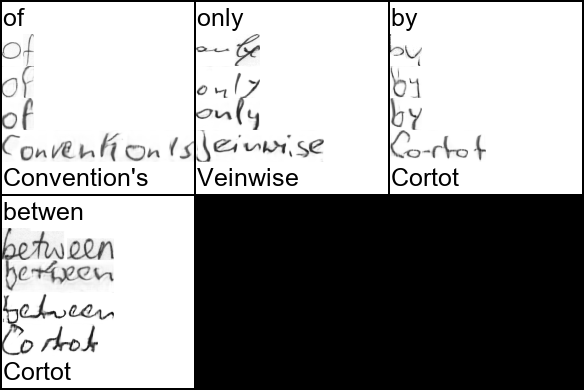 of
only
by
of
only
by
of
only
by
of
only
by
Convention's
Veinwise
Cortot
Convention's
Veinwise
Cortot
betwen
between
between
between
Cortot
Cortot